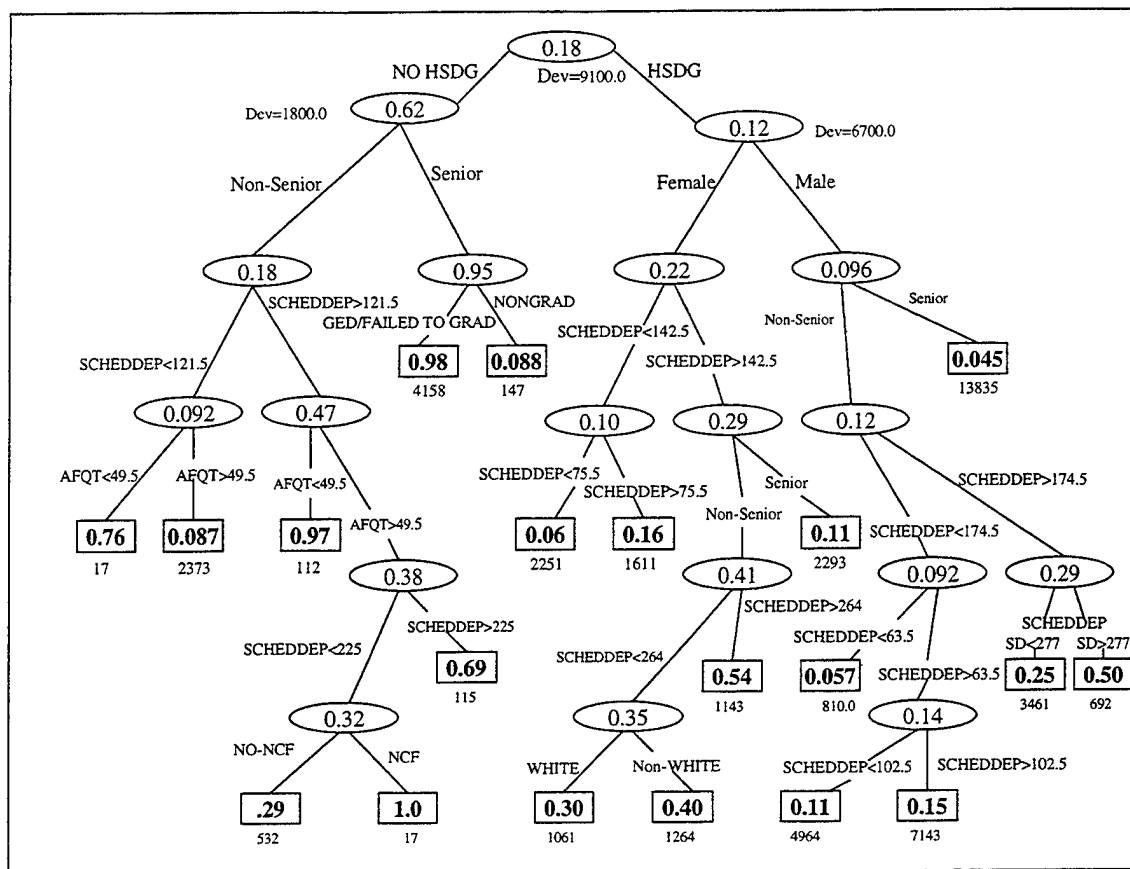 0.18
NO HSDG
HSDG
Dev=9100.0
Dev=1800.0
0.62
0.12
Dev=6700.0
Non-Senior
Senior
Female
Male
0.18
0.95
0.22
0.096
SCHEDDEP>121.5
NONGRAD
GED/FAILED TO GRAD
Senior
Non-Senior
SCHEDDEP<142.5
SCHEDDEP>142.5
SCHEDDEP<121.5
0.98
0.088
0.045
4158
147
13835
0.092
0.47
0.10
0.29
0.12
AFQT<49.5
AFQT>49.5
AFQT<49.5
SCHEDDEP<75.5
SCHEDDEP>75.5
Senior
SCHEDDEP>174.5
Non-Senior
AFQT>49.5
SCHEDDEP<174.5
0.76
0.087
0.97
0.06
0.16
0.11
17
2373
112
2251
1611
2293
0.38
0.41
0.092
0.29
SCHEDDEP>264
SCHEDDEP>225
SCHEDDEP
SCHEDDEP<63.5
SD<277
SD>277
SCHEDDEP<225
SCHEDDEP<264
SCHEDDEP>63.5
0.69
0.54
0.057
0.25
0.50
115
1143
810.0
3461
692
0.32
0.35
0.14
NO-NCF
NCF
WHITE
Non-WHITE
SCHEDDEP<102.5
SCHEDDEP>102.5
.29
1.0
0.30
0.40
0.11
0.15
532
17
1061
1264
4964
7143